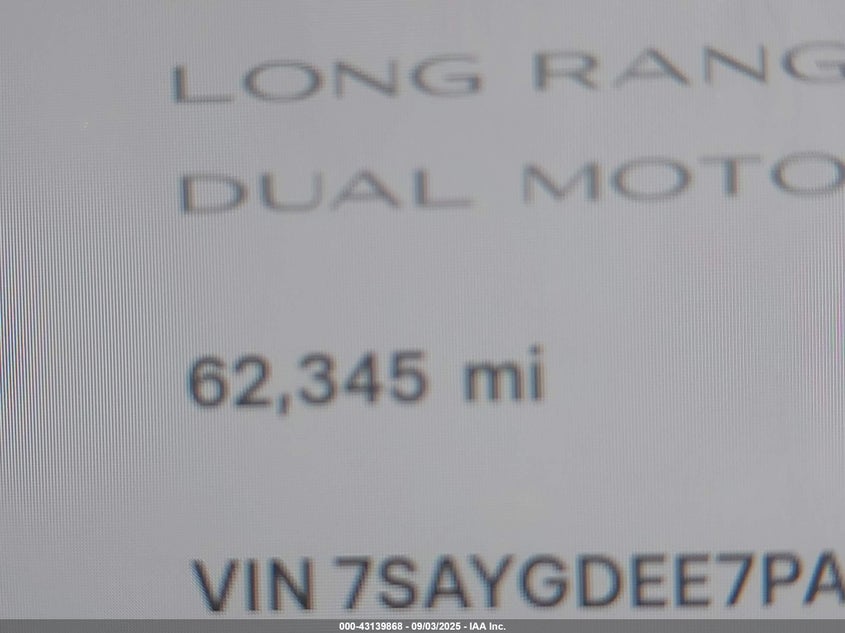 LONG RANG
DUAL MOTO
62,345 mi
VIN 7SAYGDEE7PA
000-43139868 - 09/03/2025 - IAA Inc.